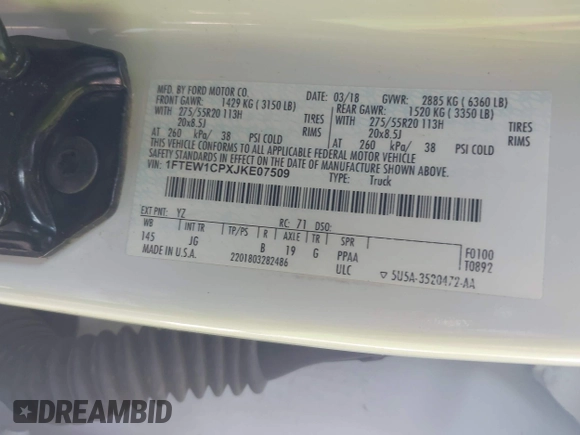 MFD. BY FORD MOTOR CO. DATE: 03/18 GVWR: 2885 KG ( 6360 LB)
FRONT GAWR: 1429 KG ( 3150 LB) REAR GAWR: 1520 KG ( 3350 LB)
WITH 275/55R20 113H TIRES WITH 275/55R20 113H TIRES
20x8.5J RIMS 20x8.5J RIMS
AT 260 kPa/ 38 PSI COLD AT 260 kPa/ 38 PSI COLD
THIS VEHICLE CONFORMS TO ALL APPLICABLE FEDERAL MOTOR VEHICLE
SAFETY STANDARDS IN EFFECT ON THE DATE OF MANUFACTURE SHOWN ABOVE.
VIN: 1FTEW1CPXJKE07509 TYPE: Truck
EXT PNT: YZ RC: 71 DSO:
WB INT TR TP/PS R AXLE TR SPR
145 JG B 19 G PPAA F0100
MADE IN U.S.A. 2201803282486 ULC T0892
▽ 5U5A-3520472-AA
DREAMBID